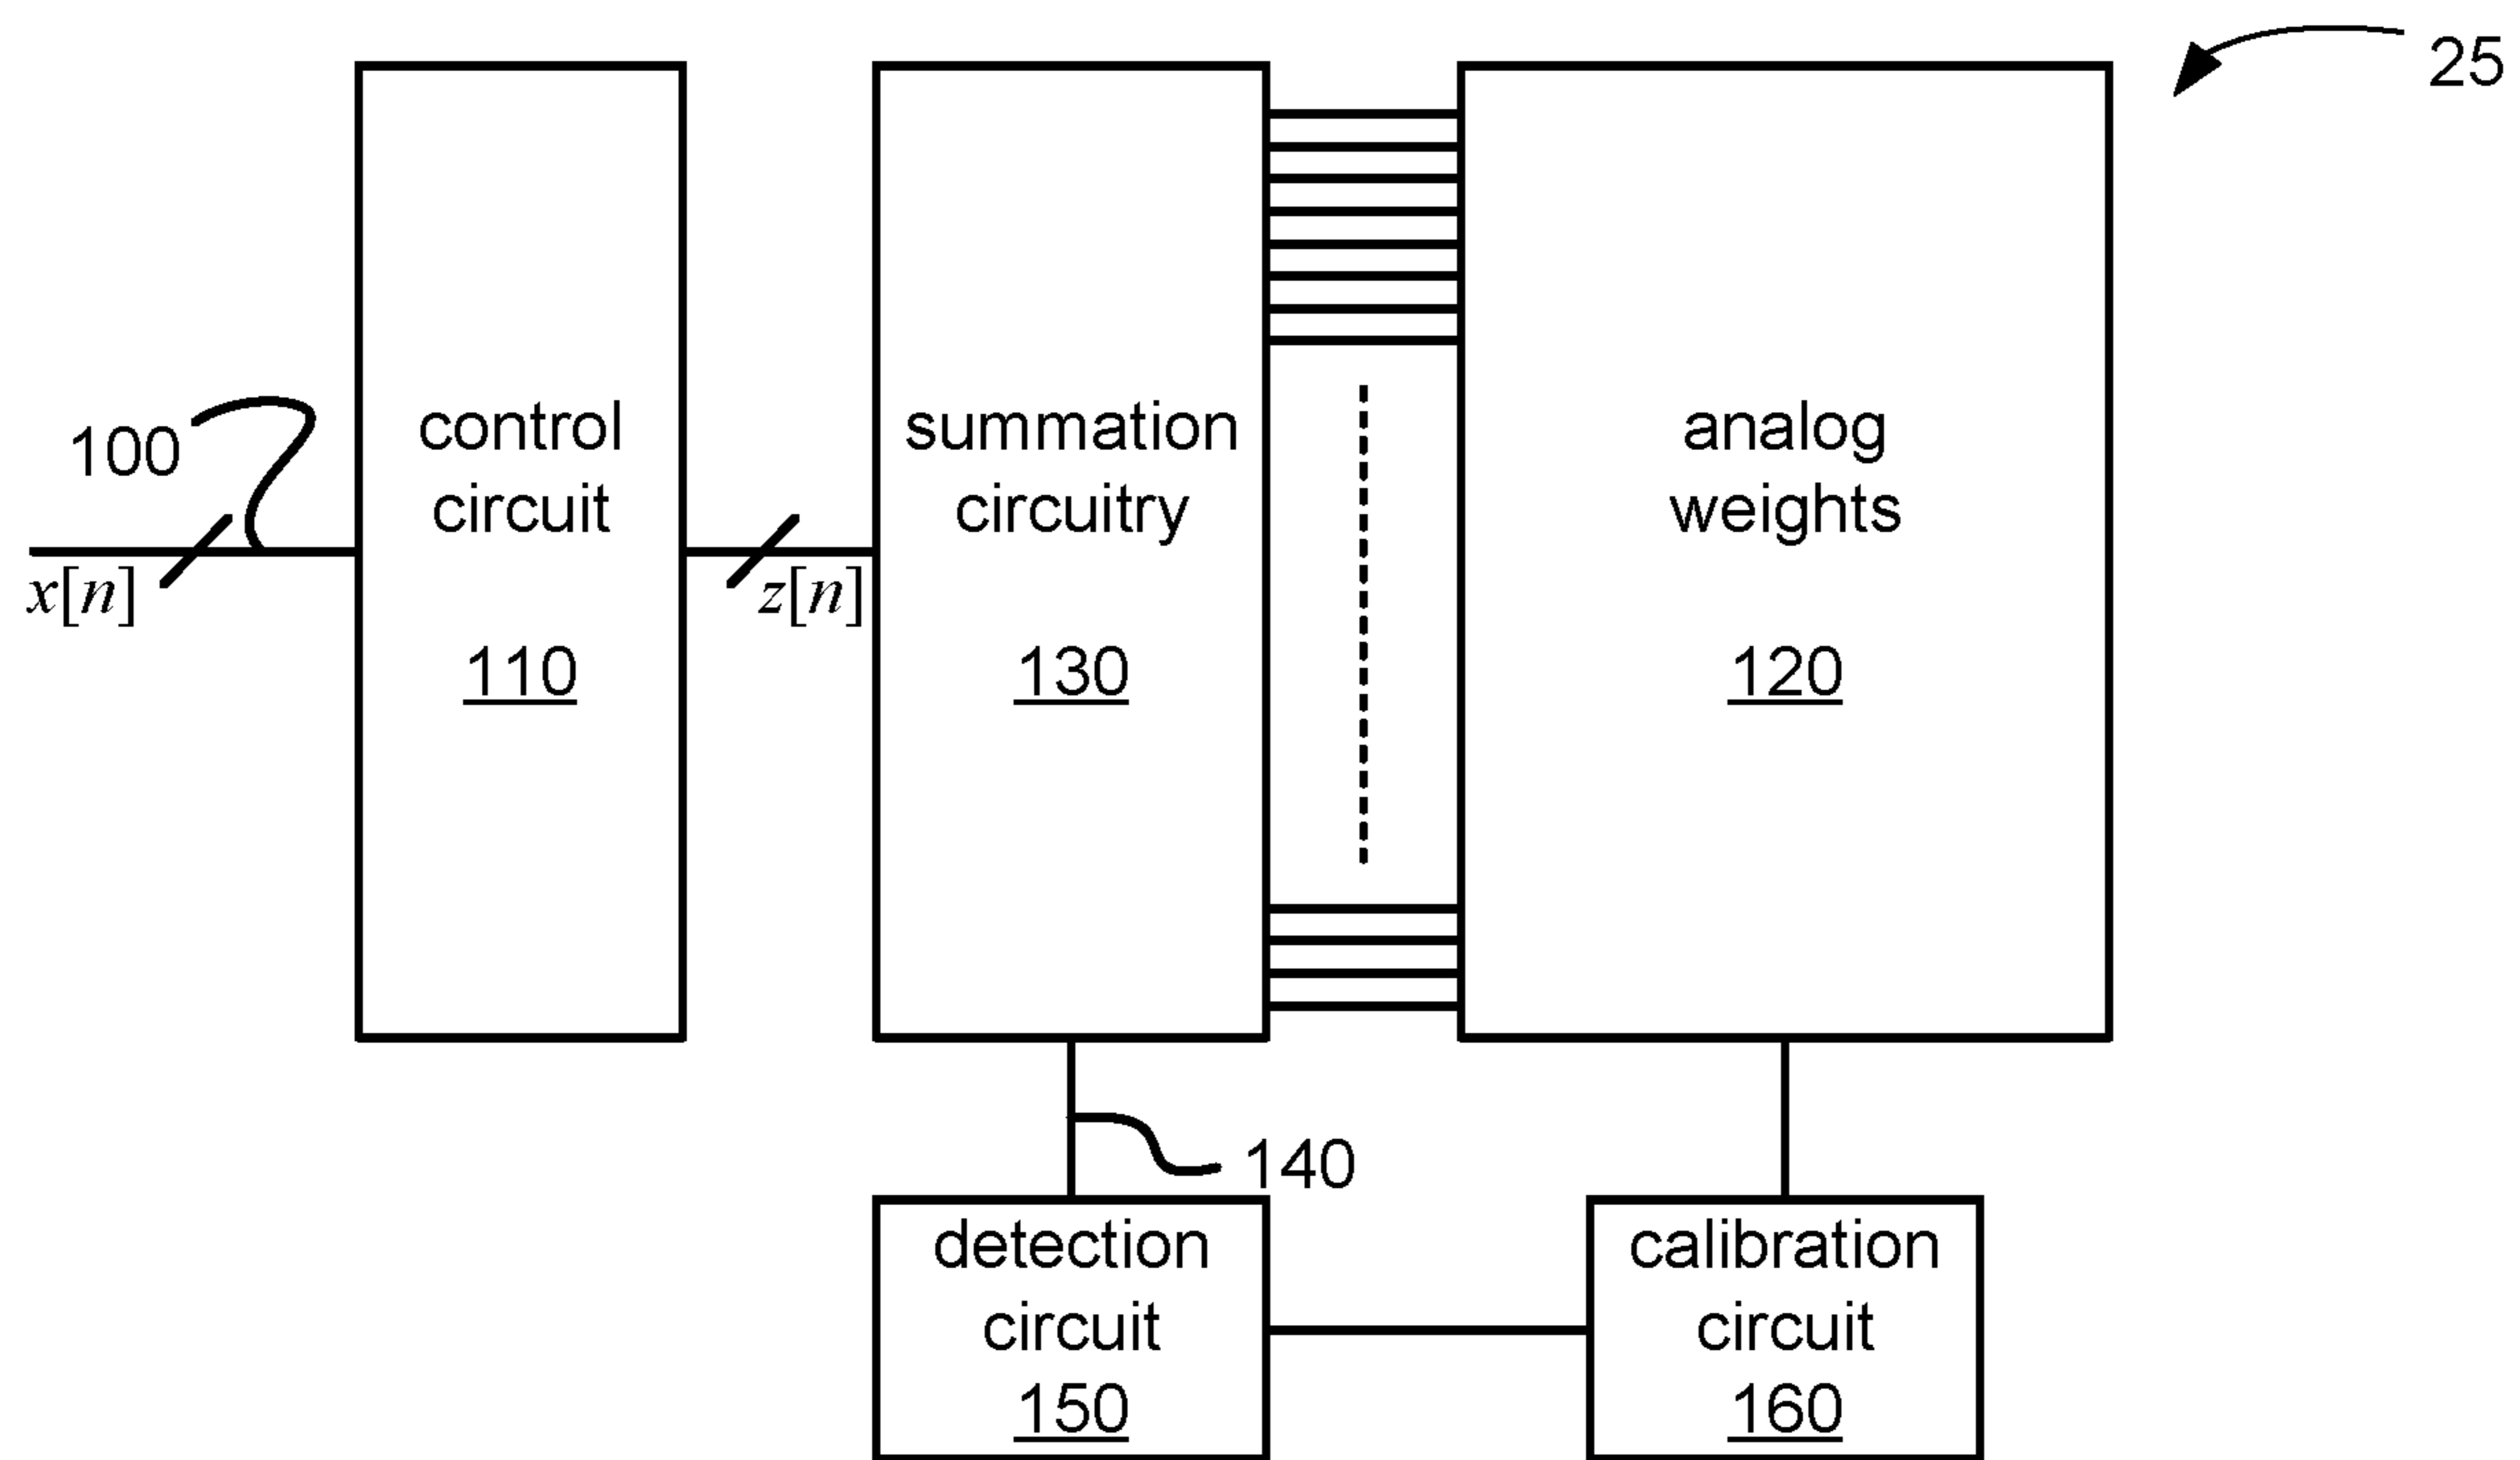 25
100
control
circuit
110
summation
circuitry
130
analog
weights
120
x[n]
z[n]
140
detection
circuit
150
calibration
circuit
160